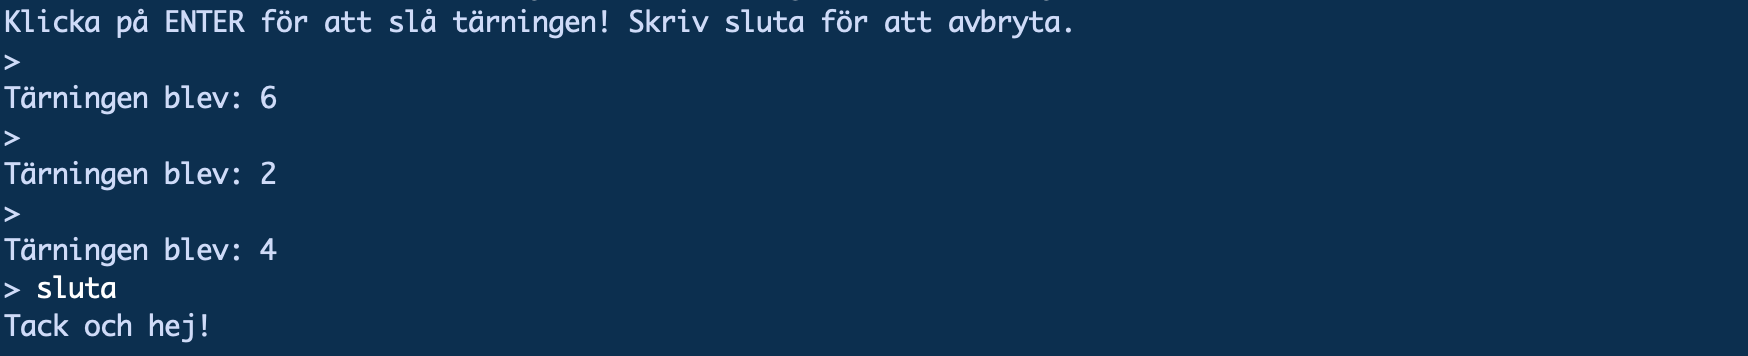 Klicka på ENTER för att slå tärningen! Skriv sluta för att avbryta.
>
Tärningen blev: 6
>
Tärningen blev: 2
>
Tärningen blev: 4
> sluta
Tack och hej!